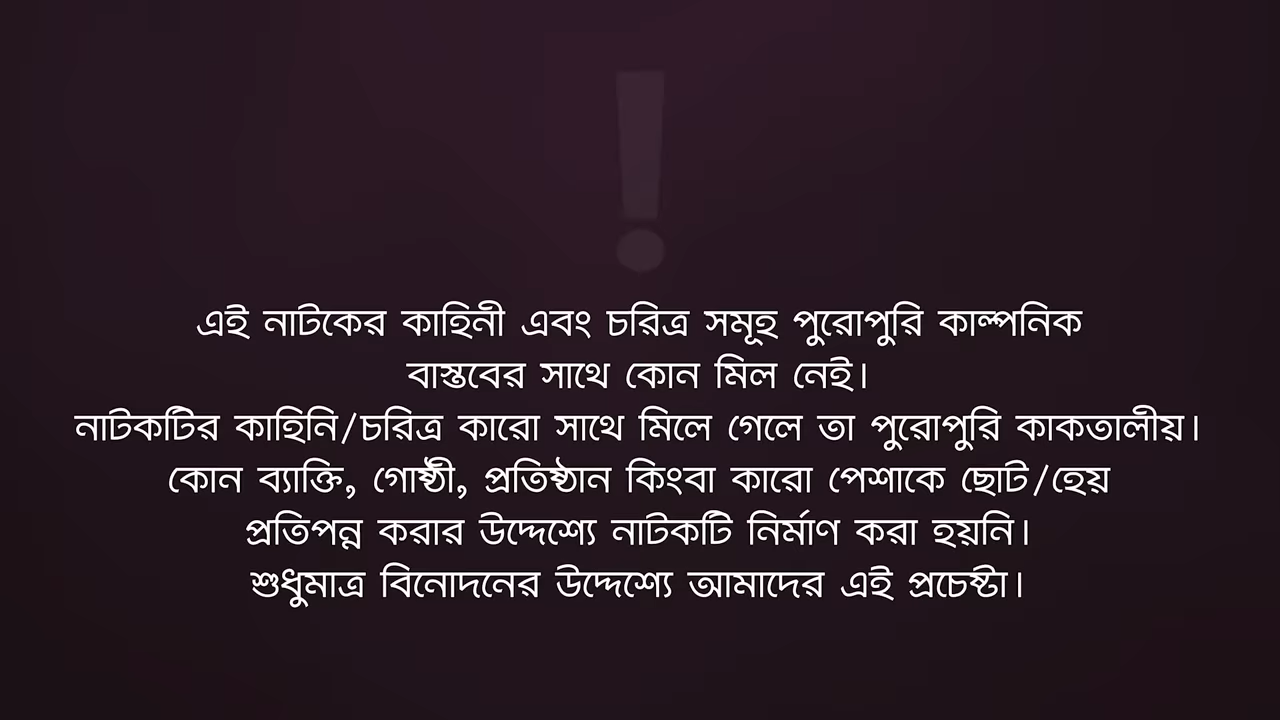 এই নাটকের কাহিনী এবং চরিত্র সমূহ পুরোপুরি কাল্পনিক
বাস্তবের সাথে কোন মিল নেই।
নাটকটির কাহিনি/চরিত্র কারো সাথে মিলে গেলে তা পুরোপুরি কাকতালীয়।
কোন ব্যাক্তি, গোষ্ঠী, প্রতিষ্ঠান কিংবা কারো পেশাকে ছোট/হেয়
প্রতিপন্ন করার উদ্দেশ্যে নাটকটি নির্মাণ করা হয়নি।
শুধুমাত্র বিনোদনের উদ্দেশ্যে আমাদের এই প্রচেষ্টা।